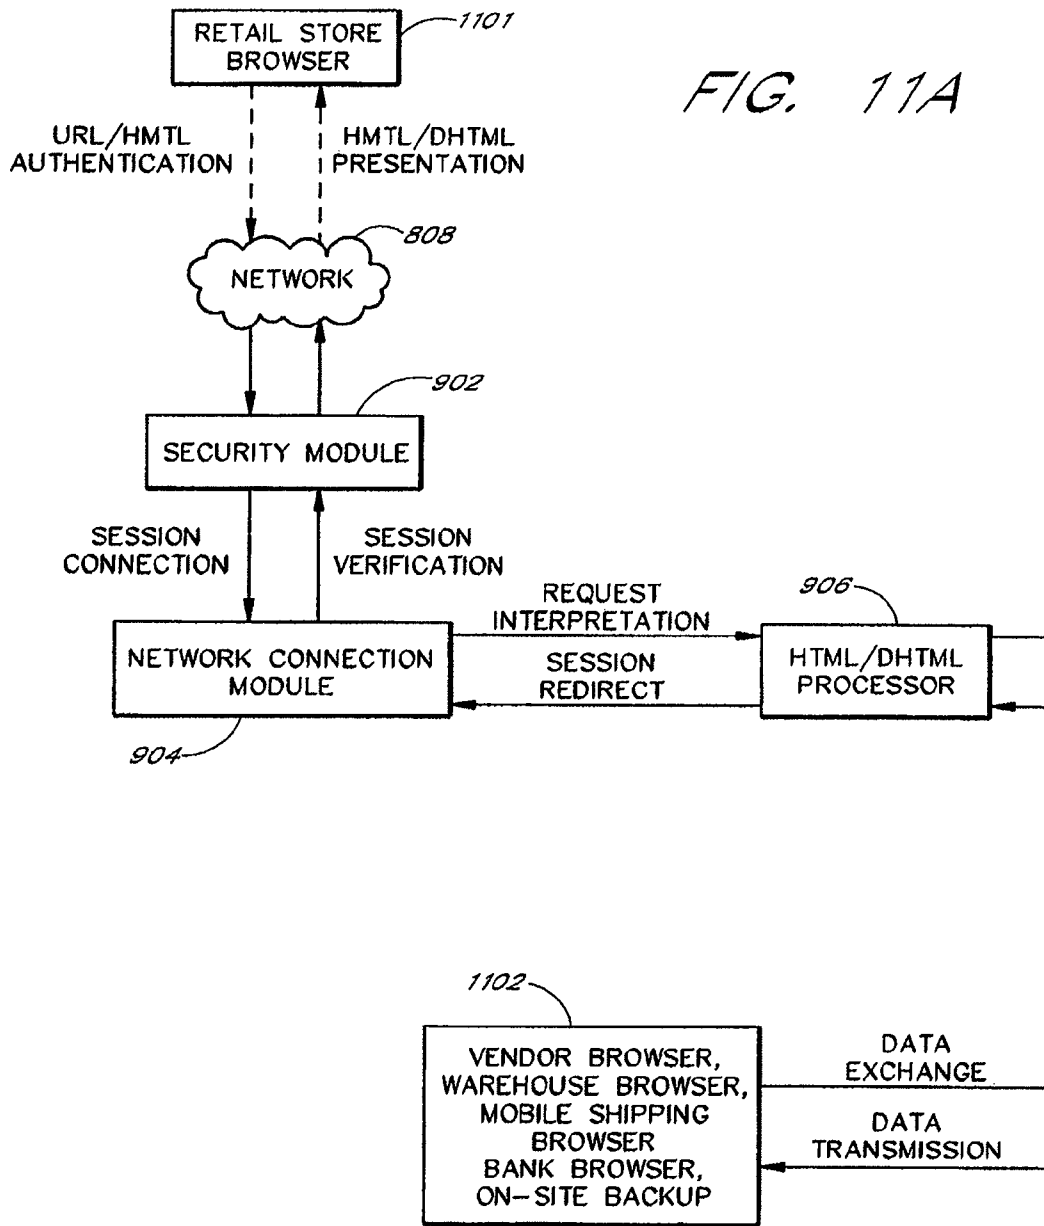 1101
RETAIL STORE
BROWSER
FIG. 11A
URL/HMTL
AUTHENTICATION
HMTL/DHTML
PRESENTATION
808
NETWORK
902
SECURITY MODULE
SESSION
CONNECTION
SESSION
VERIFICATION
REQUEST
INTERPRETATION
906
NETWORK CONNECTION
MODULE
SESSION
REDIRECT
HTML/DHTML
PROCESSOR
904
1102
VENDOR BROWSER,
WAREHOUSE BROWSER,
MOBILE SHIPPING
BROWSER
BANK BROWSER,
ON-SITE BACKUP
DATA
EXCHANGE
DATA
TRANSMISSION